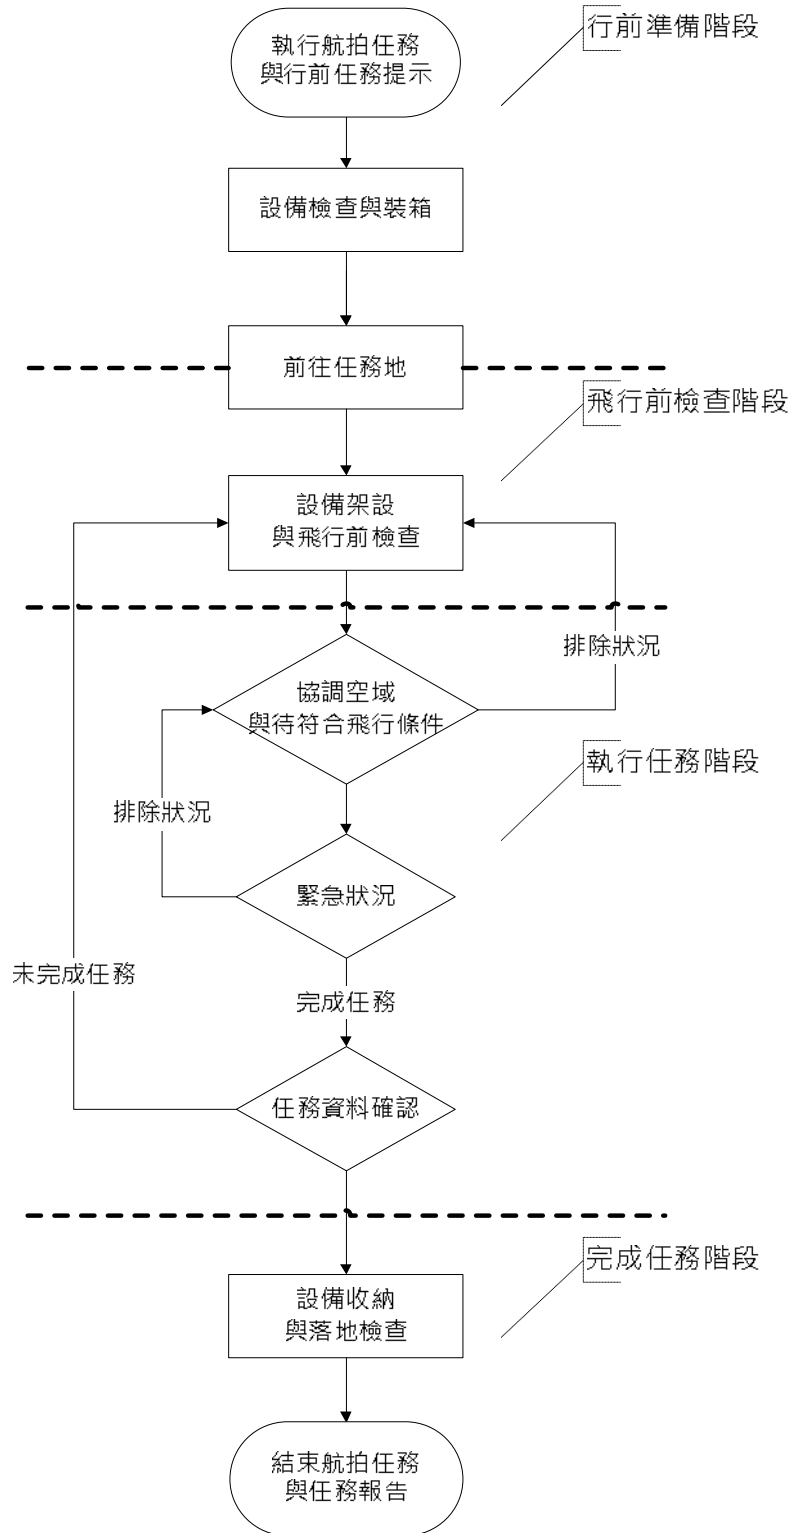 執行航拍任務
與行前任務提示
行前準備階段
設備檢查與裝箱
前往任務地
飛行前檢查階段
設備架設
與飛行前檢查
排除狀況
協調空域
與待符合飛行條件
執行任務階段
排除狀況
緊急狀況
未完成任務
完成任務
任務資料確認
完成任務階段
設備收納
與落地檢查
結束航拍任務
與任務報告